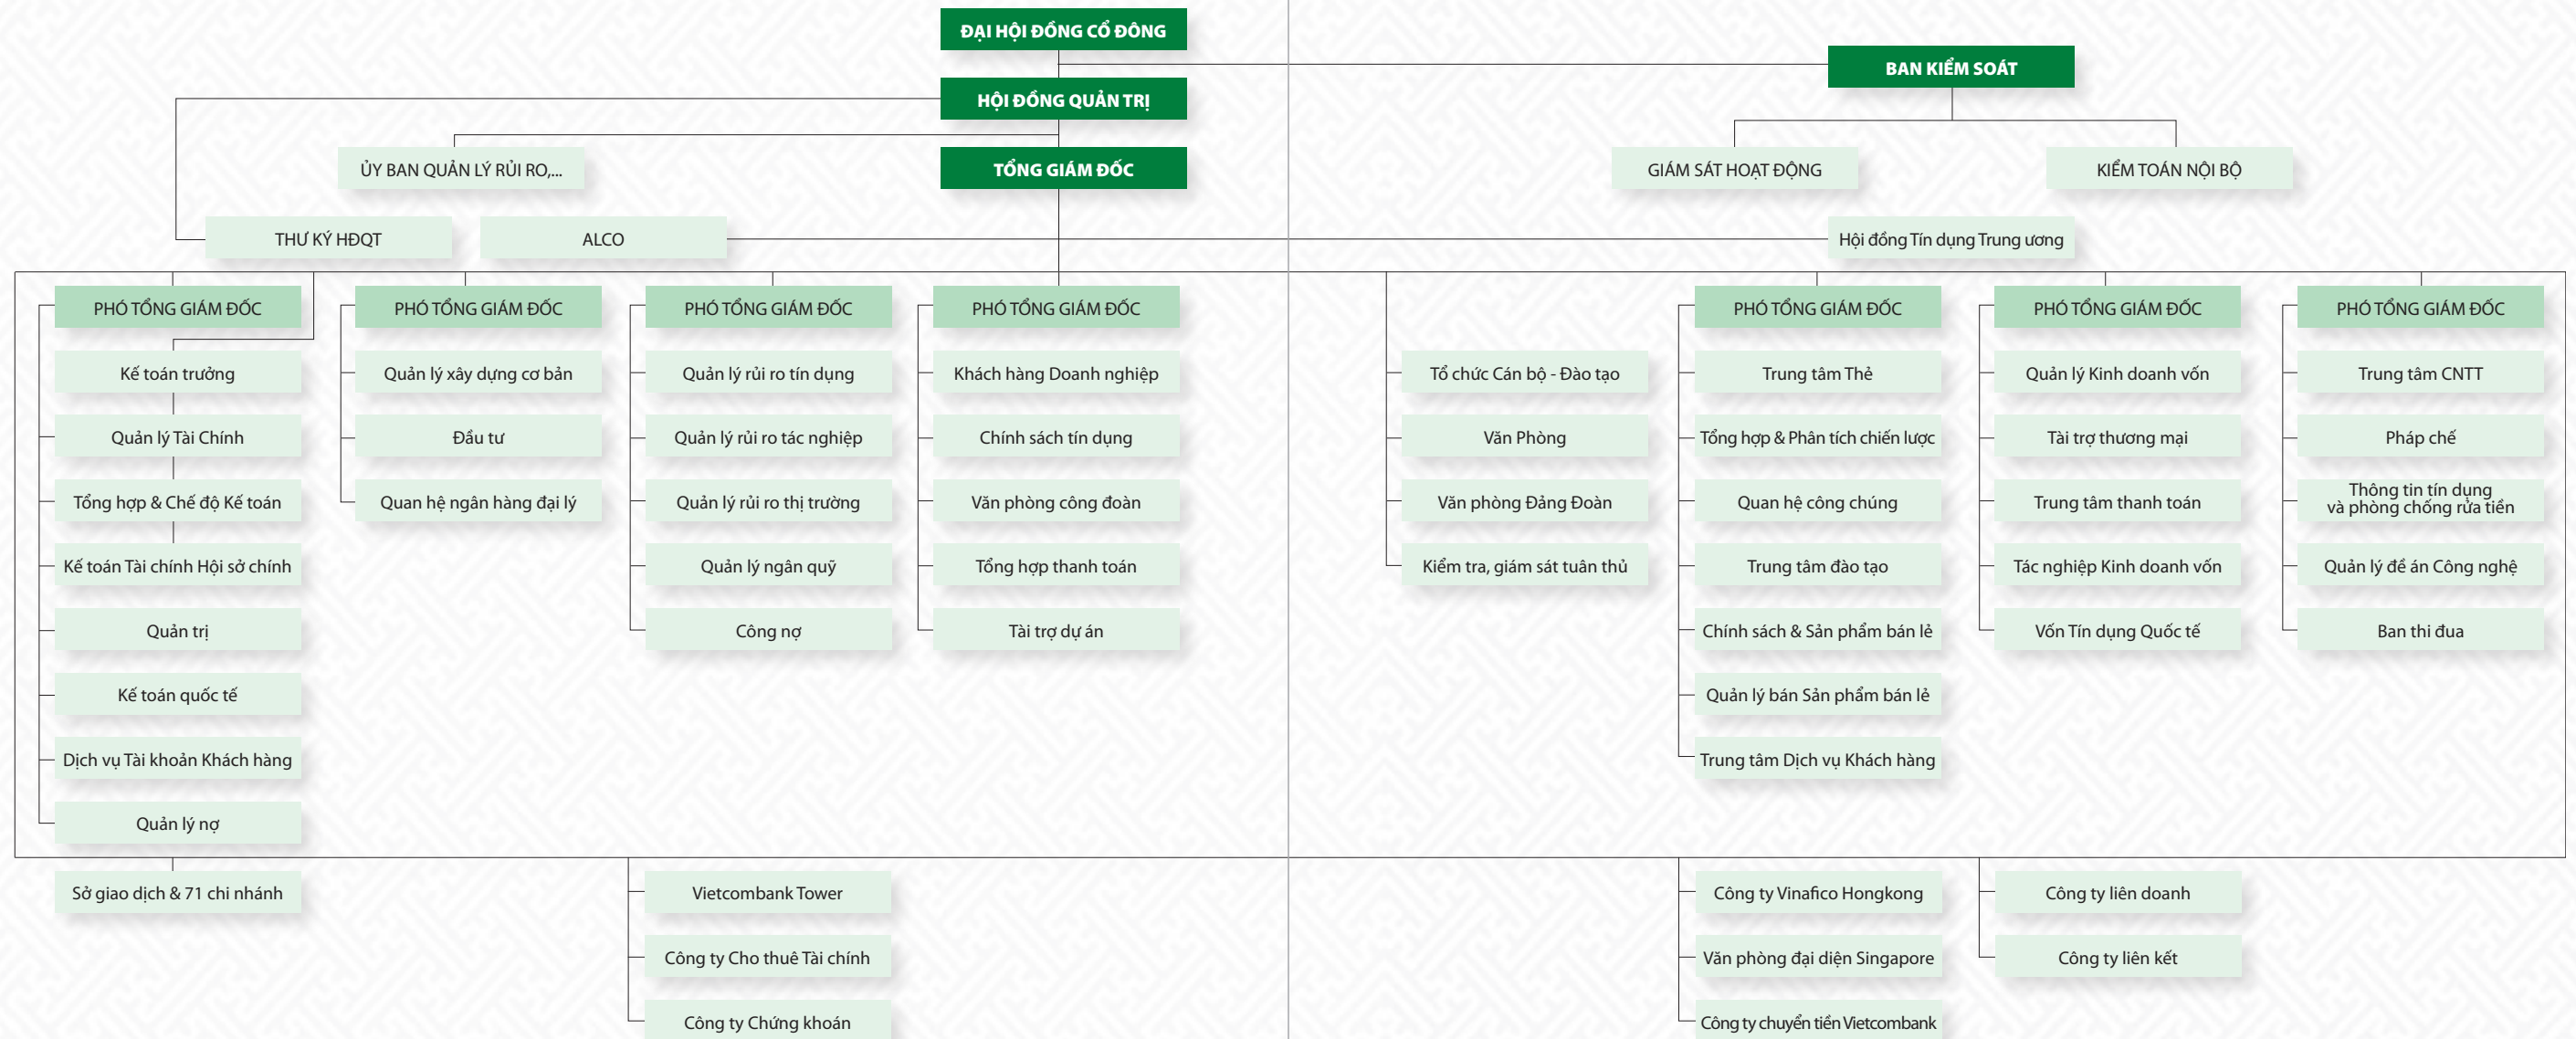 ĐẠI HỘI ĐỒNG CỔ ĐÔNG
BAN KIỂM SOÁT
HỘI ĐỒNG QUẢN TRỊ
ỦY BAN QUẢN LÝ RỦI RO,...
TỔNG GIÁM ĐỐC
GIÁM SÁT HOẠT ĐỘNG
KIỂM TOÁN NỘI BỘ
THƯ KÝ HĐQT
ALCO
Hội đồng Tín dụng Trung ương
PHÓ TỔNG GIÁM ĐỐC
Kế toán trưởng
Quản lý Tài Chính
Tổng hợp & Chế độ Kế toán
Kế toán Tài chính Hội sở chính
Quản trị
Kế toán quốc tế
Dịch vụ Tài khoản Khách hàng
Quản lý nợ
PHÓ TỔNG GIÁM ĐỐC
Quản lý xây dựng cơ bản
Đầu tư
Quan hệ ngân hàng đại lý
PHÓ TỔNG GIÁM ĐỐC
Quản lý rủi ro tín dụng
Quản lý rủi ro tác nghiệp
Quản lý rủi ro thị trường
Quản lý ngân quỹ
Công nợ
PHÓ TỔNG GIÁM ĐỐC
Khách hàng Doanh nghiệp
Chính sách tín dụng
Văn phòng công đoàn
Tổng hợp thanh toán
Tài trợ dự án
Tổ chức Cán bộ - Đào tạo
Văn Phòng
Văn phòng Đảng Đoàn
Kiểm tra, giám sát tuân thủ
PHÓ TỔNG GIÁM ĐỐC
Trung tâm Thẻ
Tổng hợp & Phân tích chiến lược
Quan hệ công chúng
Trung tâm đào tạo
Chính sách & Sản phẩm bán lẻ
Quản lý bán Sản phẩm bán lẻ
Trung tâm Dịch vụ Khách hàng
PHÓ TỔNG GIÁM ĐỐC
Quản lý Kinh doanh vốn
Tài trợ thương mại
Trung tâm thanh toán
Tác nghiệp Kinh doanh vốn
Vốn Tín dụng Quốc tế
PHÓ TỔNG GIÁM ĐỐC
Trung tâm CNTT
Pháp chế
Thông tin tín dụng
và phòng chống rửa tiền
Quản lý đề án Công nghệ
Ban thi đua
Sở giao dịch & 71 chi nhánh
Vietcombank Tower
Công ty Cho thuê Tài chính
Công ty Chứng khoán
Công ty Vinafico Hongkong
Văn phòng đại diện Singapore
Công ty chuyển tiền Vietcombank
Công ty liên doanh
Công ty liên kết